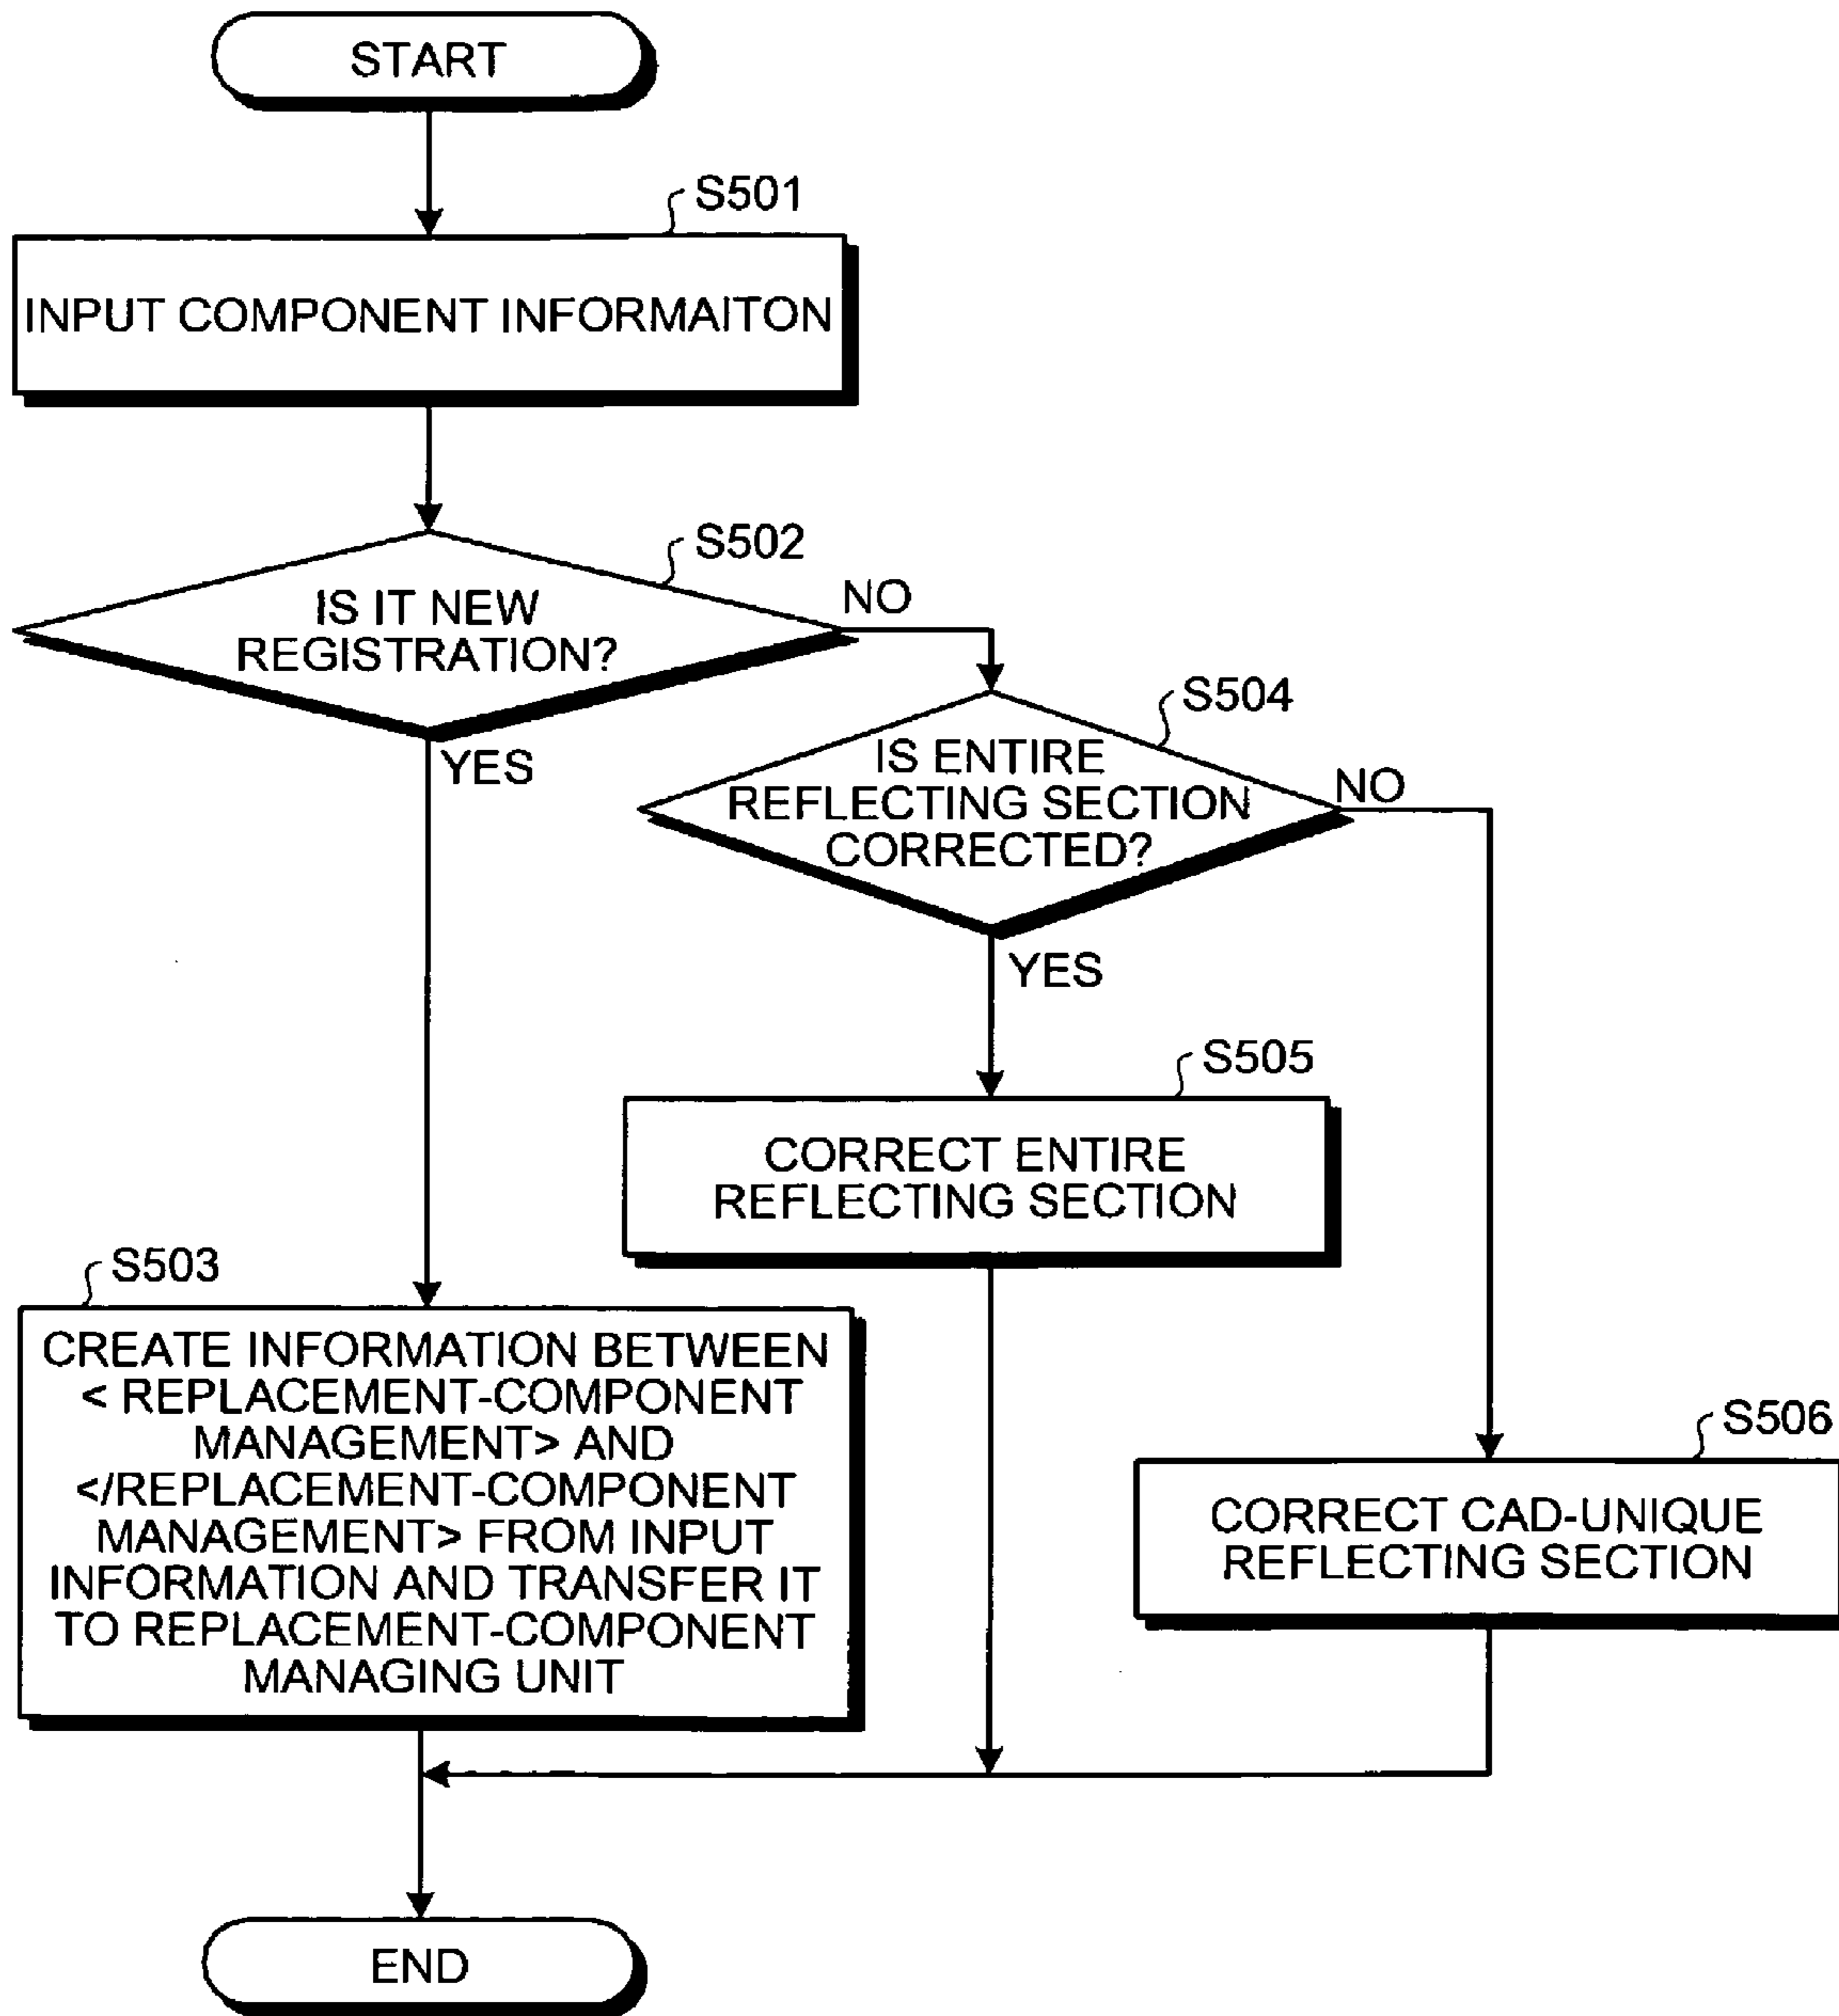 START
S501
INPUT COMPONENT INFORMAITON
S502
IS IT NEW
REGISTRATION?
NO
YES
S504
IS ENTIRE
REFLECTING SECTION
CORRECTED?
NO
YES
S505
CORRECT ENTIRE
REFLECTING SECTION
S503
CREATE INFORMATION BETWEEN
< REPLACEMENT-COMPONENT
MANAGEMENT> AND
</REPLACEMENT-COMPONENT
MANAGEMENT> FROM INPUT
INFORMATION AND TRANSFER IT
TO REPLACEMENT-COMPONENT
MANAGING UNIT
S506
CORRECT CAD-UNIQUE
REFLECTING SECTION
END